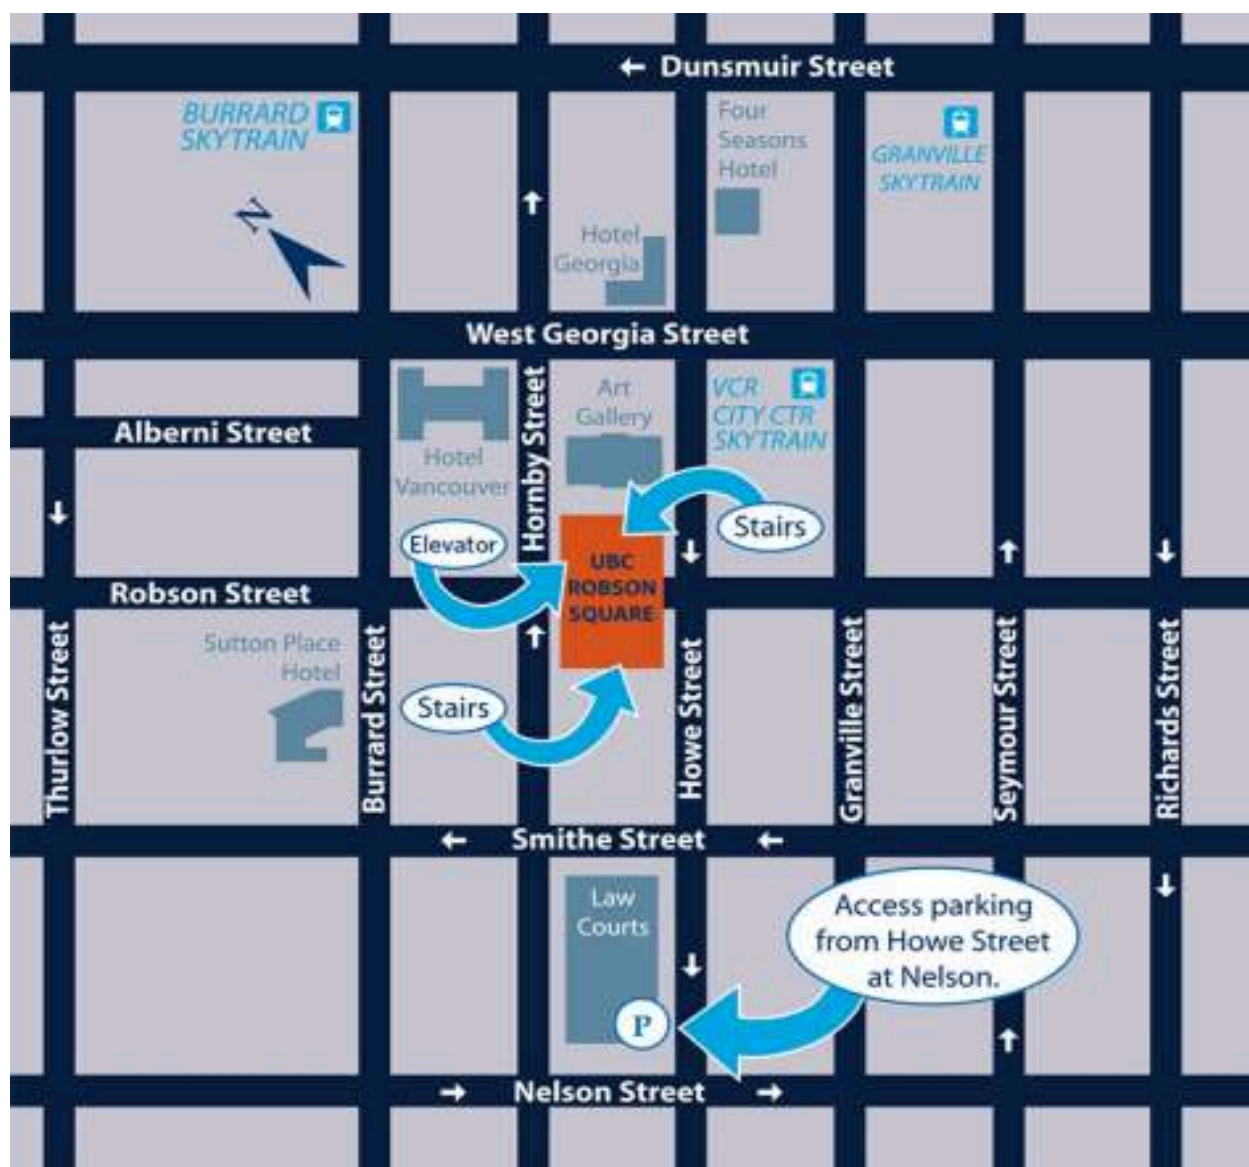 ← Dunsmuir Street
BURRARD
SKYTRAIN
Four
Seasons
Hotel
GRANVILLE
SKYTRAIN
N
Hotel
Georgia
West Georgia Street
Art
Gallery
VCR
CITY CTR
SKYTRAIN
Alberni Street
Hotel
Vancouver
Hornby Street
Stairs
Elevator
UBC
ROBSON
SQUARE
Robson Street
Sutton Place
Hotel
Stairs
Thurlow Street
Burrard Street
Howe Street
Granville Street
Seymour Street
Richards Street
← Smithe Street ←
Law
Courts
Access parking
from Howe Street
at Nelson.
P
→ Nelson Street →